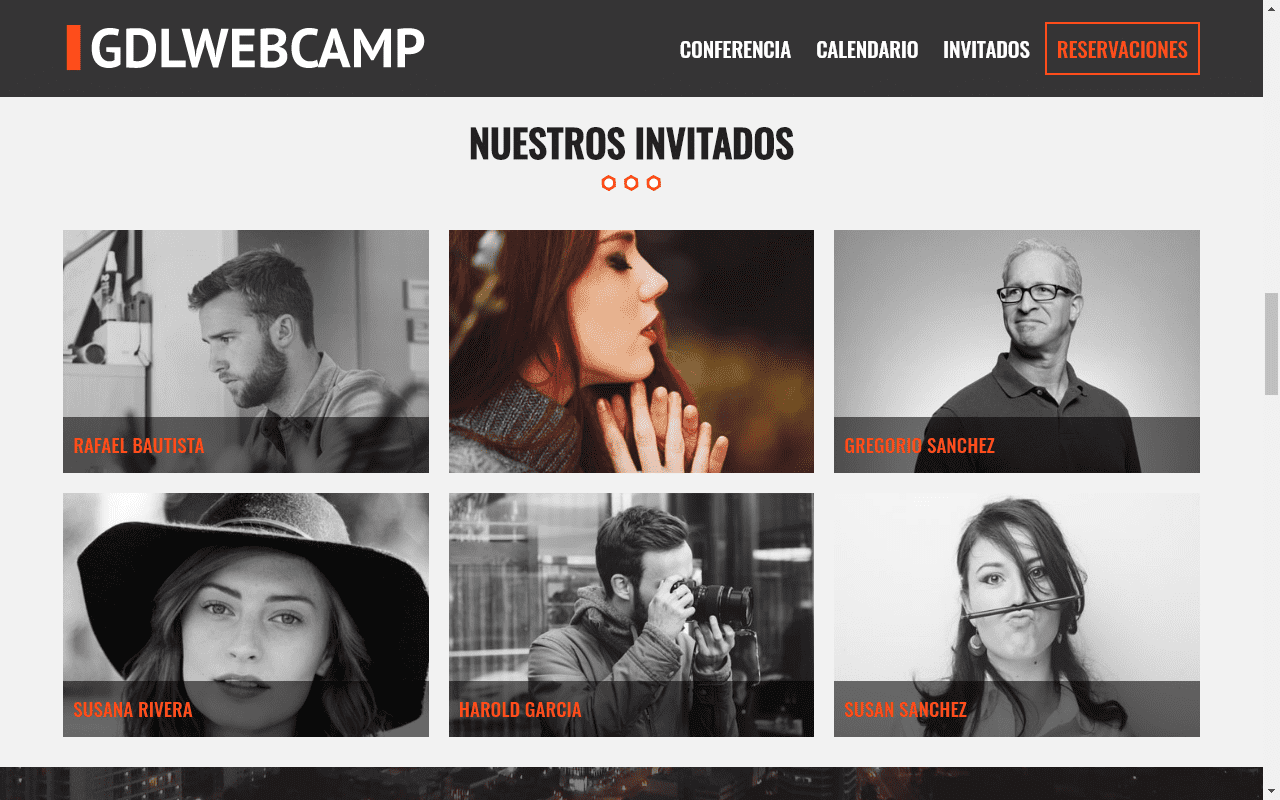 GDLWEBCAMP
CONFERENCIA CALENDARIO INVITADOS RESERVACIONES
NUESTROS INVITADOS
RAFAEL BAUTISTA
GREGORIO SANCHEZ
SUSANA RIVERA
HAROLD GARCIA
SUSAN SANCHEZ